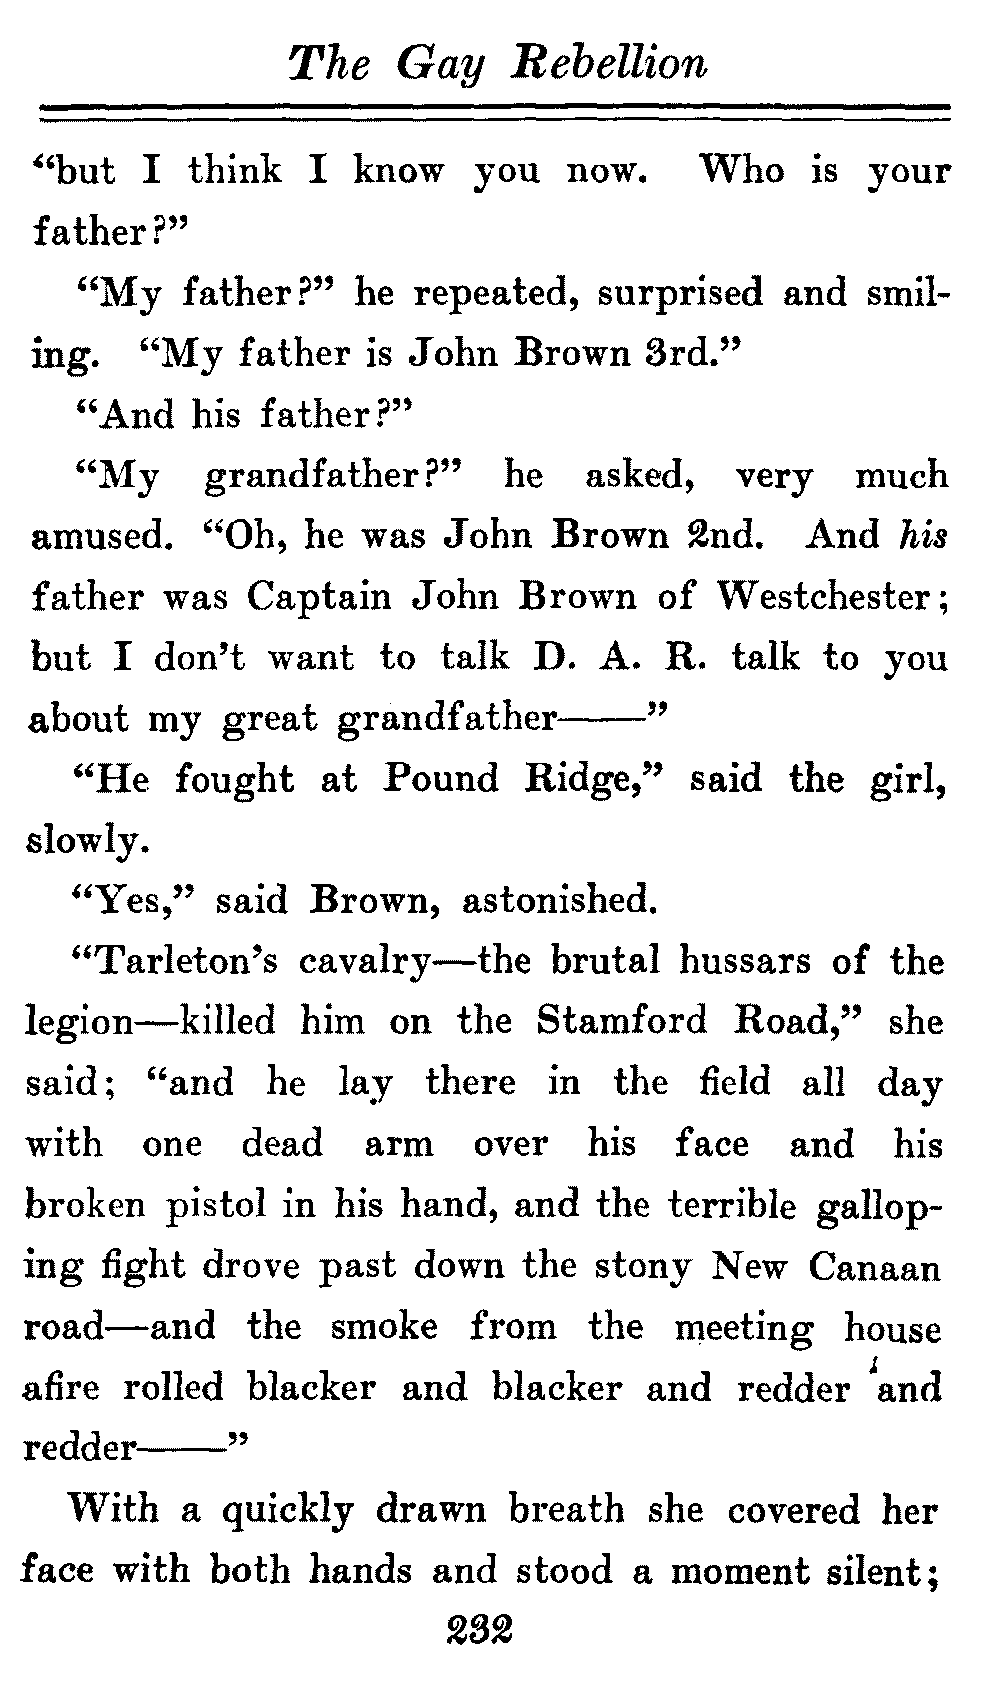 The Gay Rebellion
“but I think I know you now. Who is your
father?”
“My father?” he repeated, surprised and smil-
ing. “My father is John Brown 3rd.”
“And his father?”
“My grandfather?” he asked, very much
amused. “Oh, he was John Brown 2nd. And his
father was Captain John Brown of Westchester;
but I don’t want to talk D. A. R. talk to you
about my great grandfather——”
“He fought at Pound Ridge,” said the girl,
slowly.
“Yes,” said Brown, astonished.
“Tarleton’s cavalry—the brutal hussars of the
legion—killed him on the Stamford Road,” she
said; “and he lay there in the field all day
with one dead arm over his face and his
broken pistol in his hand, and the terrible gallop-
ing fight drove past down the stony New Canaan
road—and the smoke from the meeting house
afire rolled blacker and blacker and redder and
redder——”
With a quickly drawn breath she covered her
face with both hands and stood a moment silent;
232